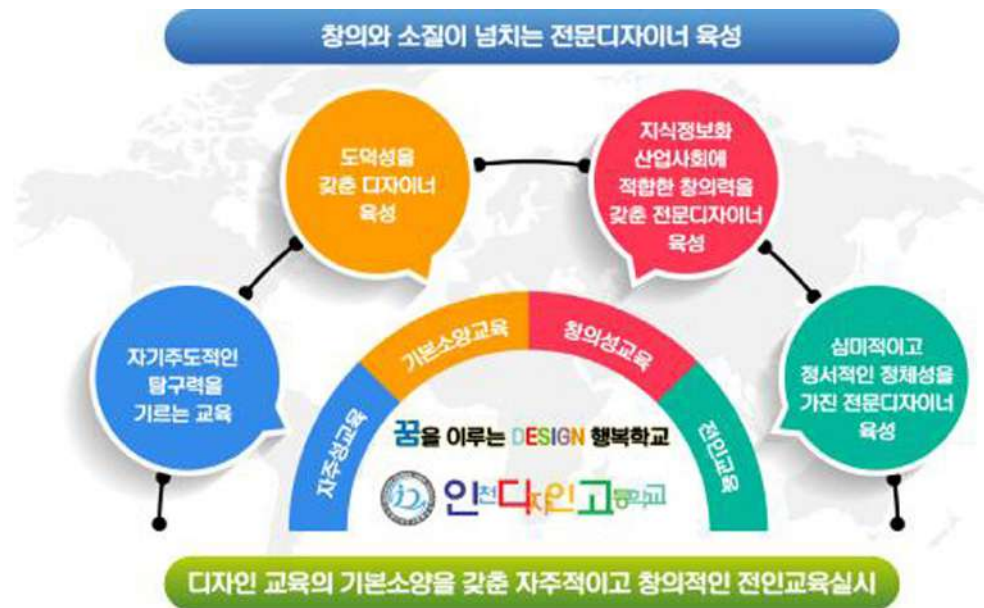 창의와 소질이 넘치는 전문디자이너 육성
도덕성을
갖춘 디자이너
육성
지식정보화
산업사회에
적합한 창의력을
갖춘 전문디자이너
육성
자기주도적인
탐구력을
기르는 교육
심미적이고
정서적인 정체성을
가진 전문디자이너
육성
자주성교육
기본소양교육
창의성교육
전인교육
꿈을 이루는 DESIGN 행복학교
인천디자인고등학교
디자인 교육의 기본소양을 갖춘 자주적이고 창의적인 전인교육실시